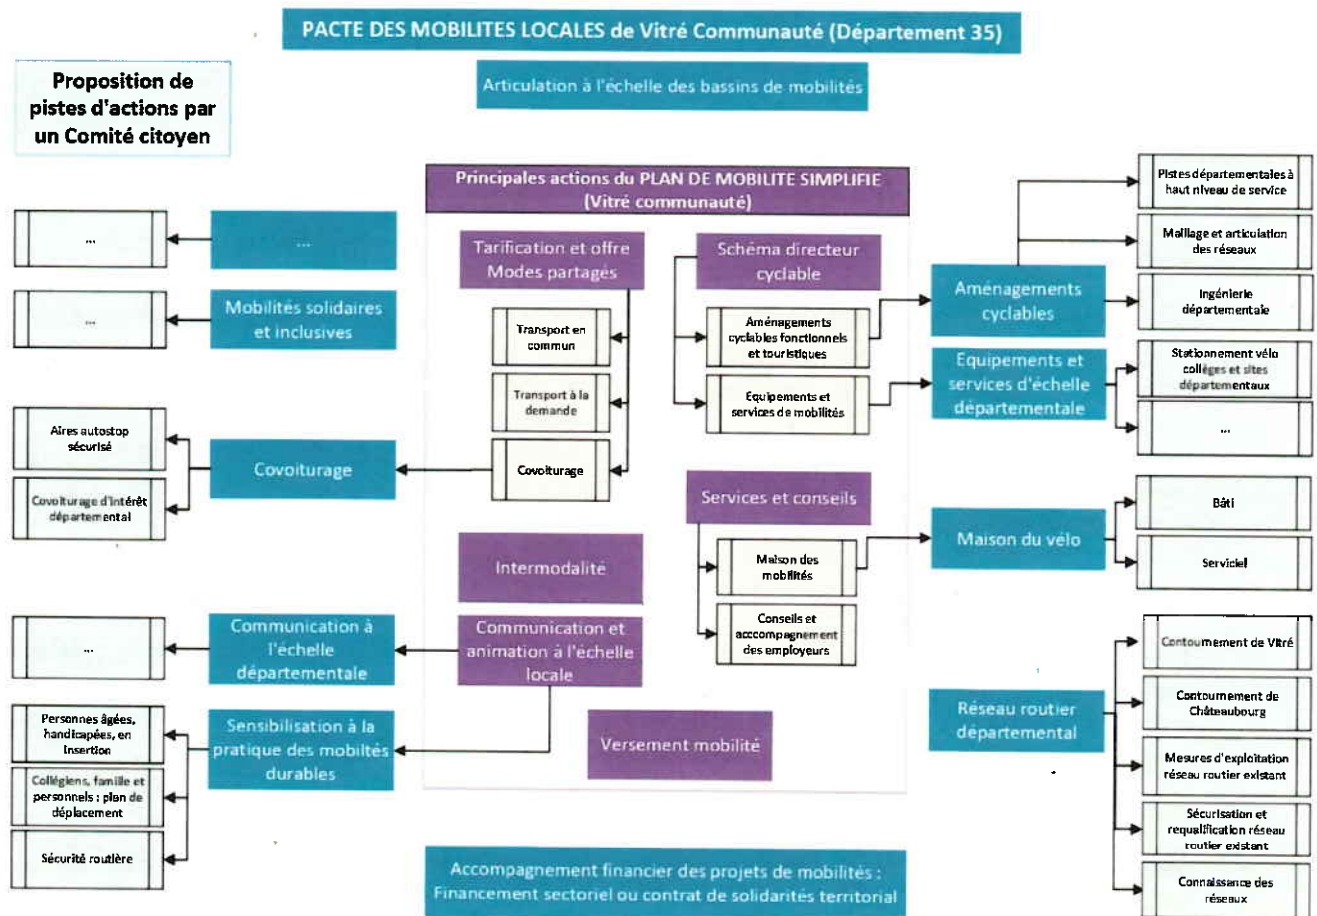 PACTE DES MOBILITES LOCALES de Vitré Communauté (Département 35)
Articulation à l'échelle des bassins de mobilités
Proposition de
pistes d'actions par
un Comité citoyen
Principales actions du PLAN DE MOBILITE SIMPLIFIE
(Vitré communauté)
...
...
...
Mobilités solidaires
et inclusives
Aires autostop
sécurisé
Covoiturage d'intérêt
départemental
Covoiturage
...
Communication à
l'échelle
départementale
Personnes âgées,
handicapées, en
insertion
Collégiens, famille et
personnels : plan de
déplacement
Sécurité routière
Sensibilisation à la
pratique des mobiltés
durables
Tarification et offre
Modes partagés
Transport en
commun
Transport à la
demande
Covoiturage
Intermodalité
Communication et
animation à l'échelle
locale
Versement mobilité
Schéma directeur
cyclable
Aménagements
cyclables fonctionnels
et touristiques
Equipements et
services de mobilités
Services et conseils
Maison des
mobilités
Conseils et
acccompagnement
des employeurs
Aménagements
cyclables
Equipements et
services d'échelle
départementale
Maison du vélo
Réseau routier
départemental
Pistes départementales à
haut niveau de service
Maillage et articulation
des réseaux
Ingénierie
départementale
Stationnement vélo
collèges et sites
départementaux
...
Bâti
Serviciel
Contournement de Vitré
Contournement de
Châteaubourg
Mesures d'exploitation
réseau routier existant
Sécurisation et
requalification réseau
routier existant
Connaissance des
réseaux
Accompagnement financier des projets de mobilités :
Financement sectoriel ou contrat de solidarités territorial